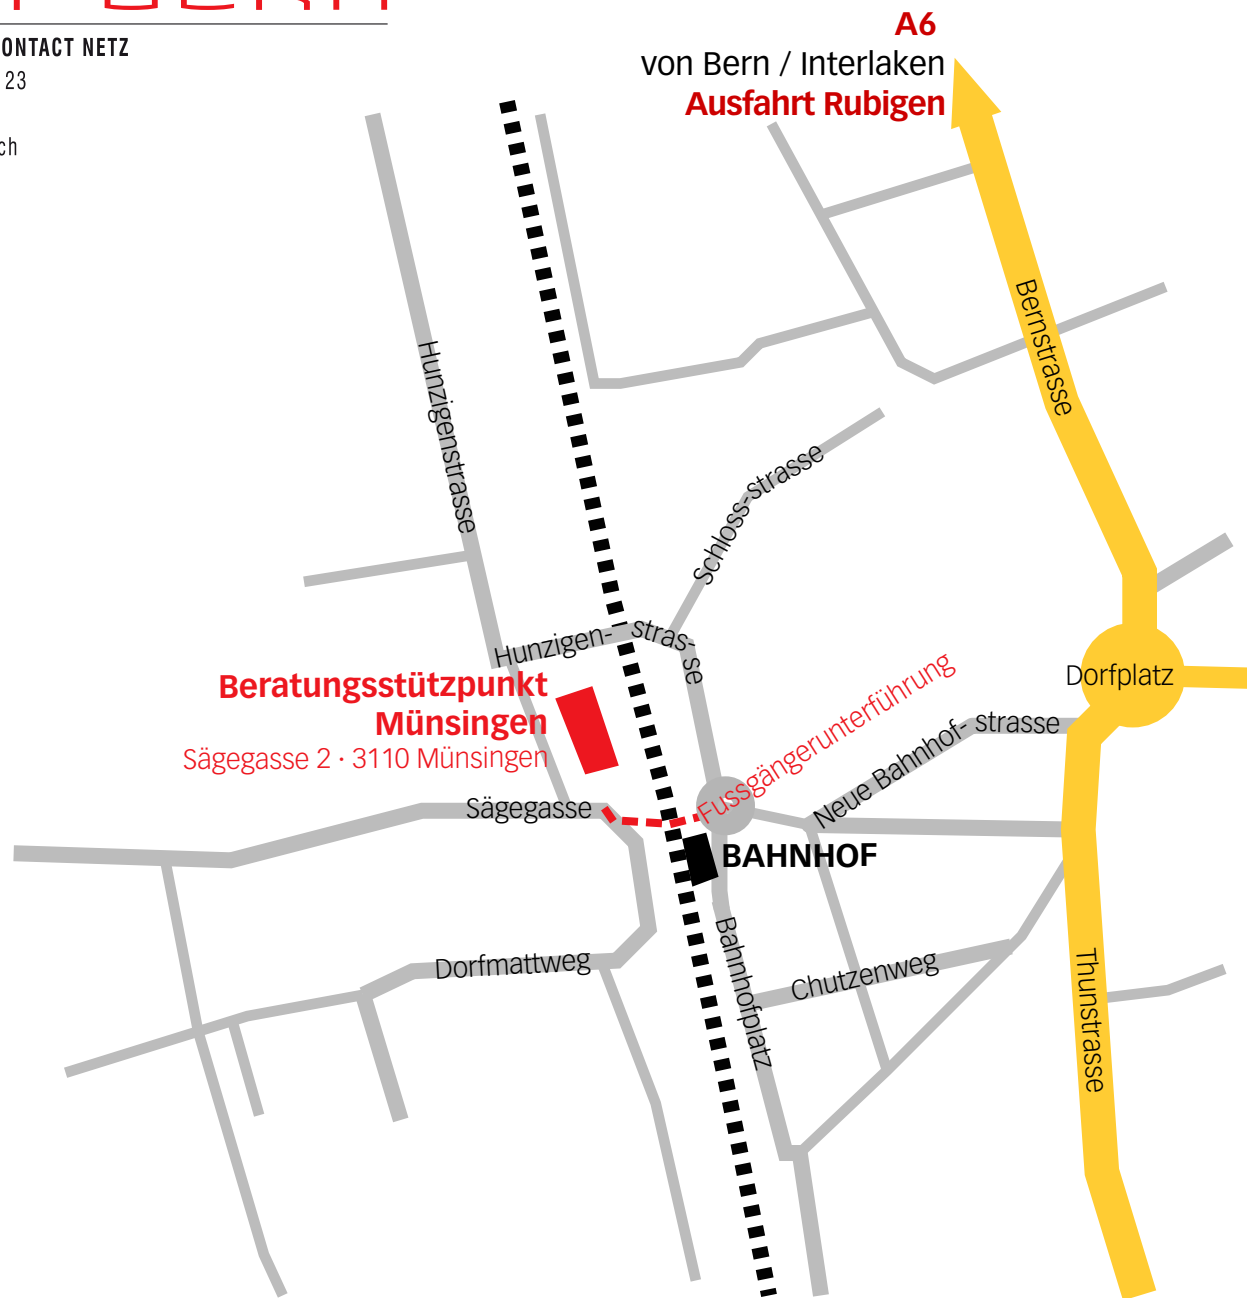 ONTACT NETZ
23
ch
A6
von Bern / Interlaken
Ausfahrt Rubigen
Bernstrasse
Hunzigenstrasse
Schloss-strasse
Hunzigen-
stras-
se
Beratungsstützpunkt
Münsingen
Sägegasse 2 · 3110 Münsingen
Dorfplatz
Fussgängerunterführung
Neue Bahnhof-
strasse
Sägegasse
BAHNHOF
Bahnhofplatz
Dorfmattweg
Chutzenweg
Thunstrasse